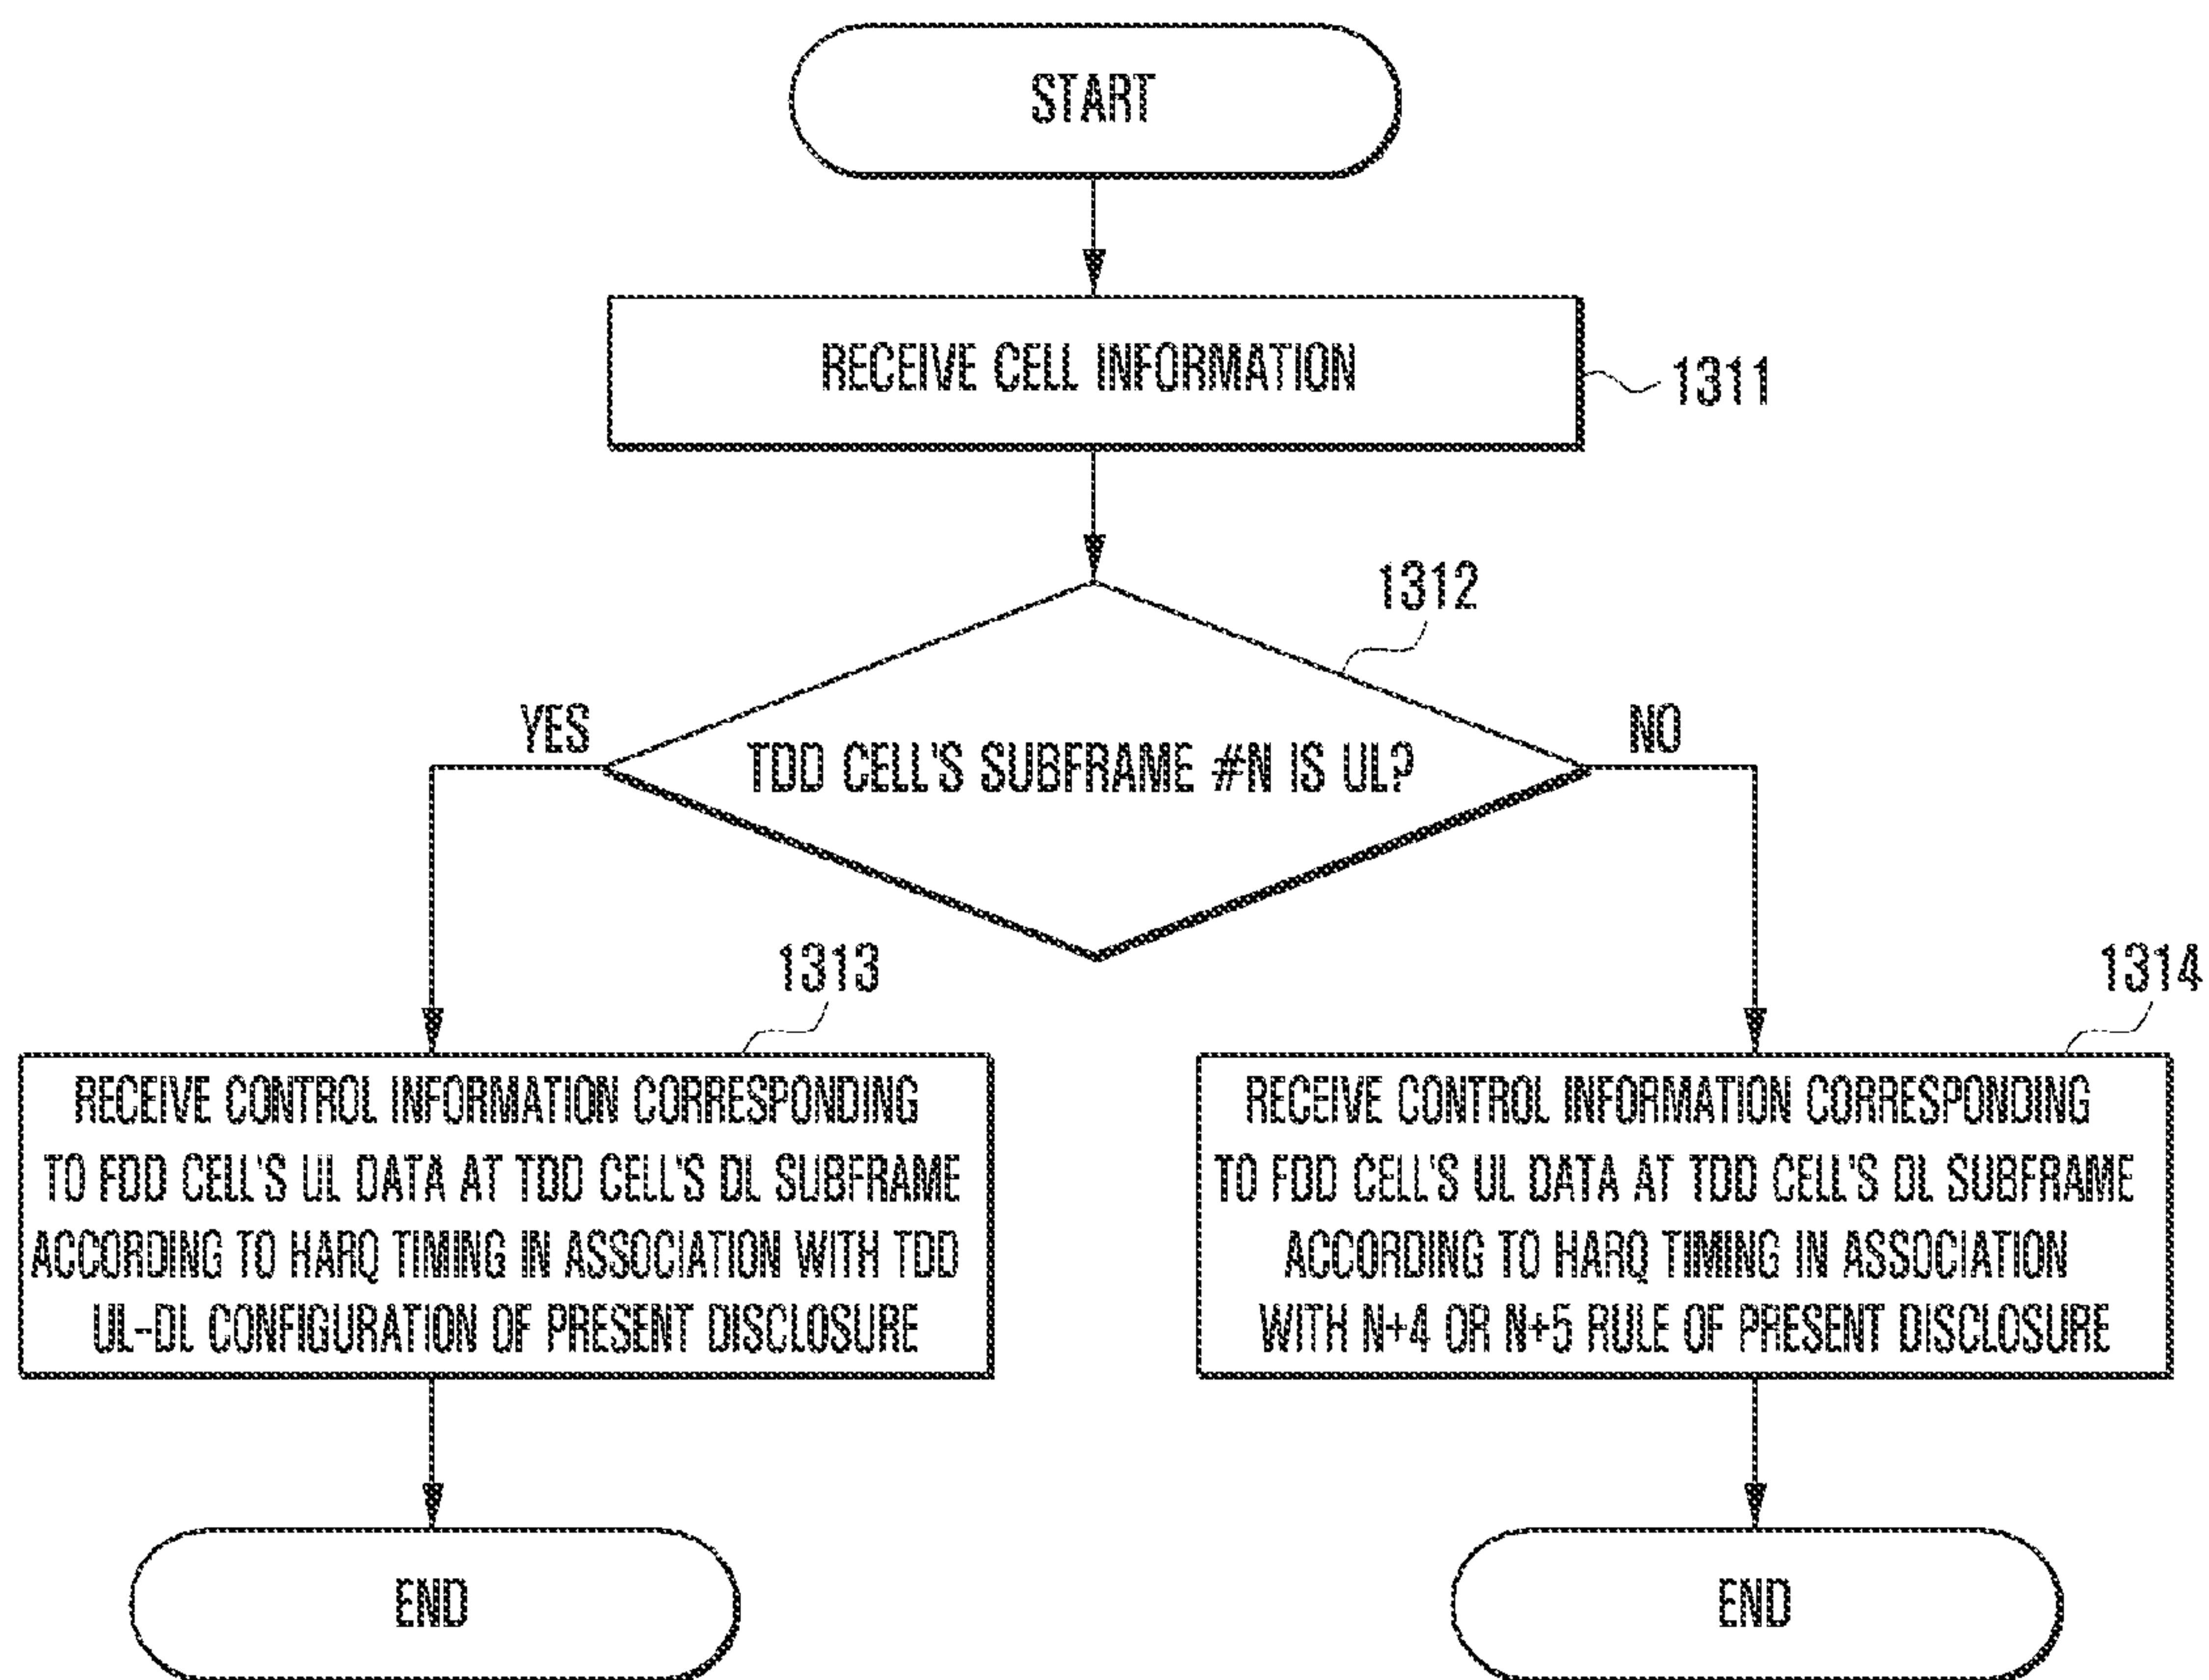 START
RECEIVE CELL INFORMATION
1311
1312
YES
TDD CELL'S SUBFRAME #N IS UL?
NO
1313
RECEIVE CONTROL INFORMATION CORRESPONDING
TO FDD CELL'S UL DATA AT TDD CELL'S DL SUBFRAME
ACCORDING TO HARQ TIMING IN ASSOCIATION WITH TDD
UL-DL CONFIGURATION OF PRESENT DISCLOSURE
1314
RECEIVE CONTROL INFORMATION CORRESPONDING
TO FDD CELL'S UL DATA AT TDD CELL'S DL SUBFRAME
ACCORDING TO HARQ TIMING IN ASSOCIATION
WITH N+4 OR N+5 RULE OF PRESENT DISCLOSURE
END
END